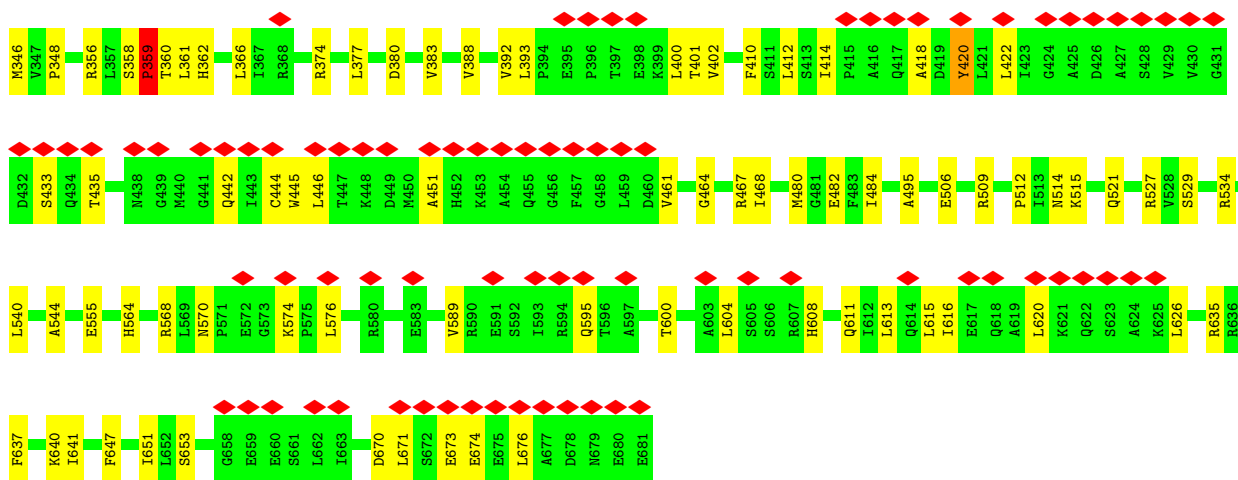 M346 V347 P348 R356 L357 S358 P359 T360 L361 H362 L366 I367 R368 R374 L377 D380 V383 V388 V392 L393 P394 E395 P396 T397 E398 K399 L400 T401 V402 F410 S411 L412 S413 I414 P415 A416 Q417 A418 D419 Y420 L421 L422 I423 G424 A425 D426 A427 S428 V429 V430 G431
D432 S433 Q434 T435 N438 G439 M440 G441 Q442 I443 C444 W445 L446 T447 K448 D449 M450 A451 H452 K453 A454 Q455 G456 F457 G458 L459 D460 V461 G464 R467 I468 M480 G481 E482 F483 I484 A495 E506 R509 P512 I513 N514 K515 Q521 R527 V528 S529 R534
L540 A544 E555 H564 R568 L569 N570 P571 E572 G573 K574 P575 L576 R580 E583 V589 R590 E591 S592 I593 R594 Q595 T596 A597 T600 A603 L604 S605 S606 R607 H608 Q611 I612 L613 Q614 L615 I616 E617 Q618 A619 L620 K621 Q622 S623 A624 K625 L626 R635 R636
F637 K640 I641 F647 I651 L652 S653 G658 E659 E660 S661 L662 I663 D670 L671 S672 E673 E674 E675 L676 A677 D678 N679 E680 E681